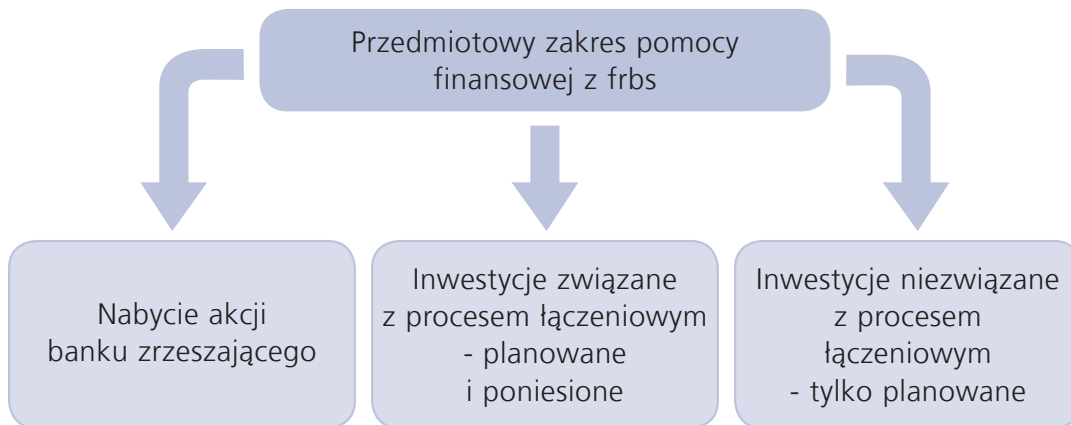 Przedmiotowy zakres pomocy
finansowej z frbs
Nabycie akcji
banku zrzeszającego
Inwestycje związane
z procesem łączeniowym
- planowane
i poniesione
Inwestycje niezwiązane
z procesem
łączeniowym
- tylko planowane